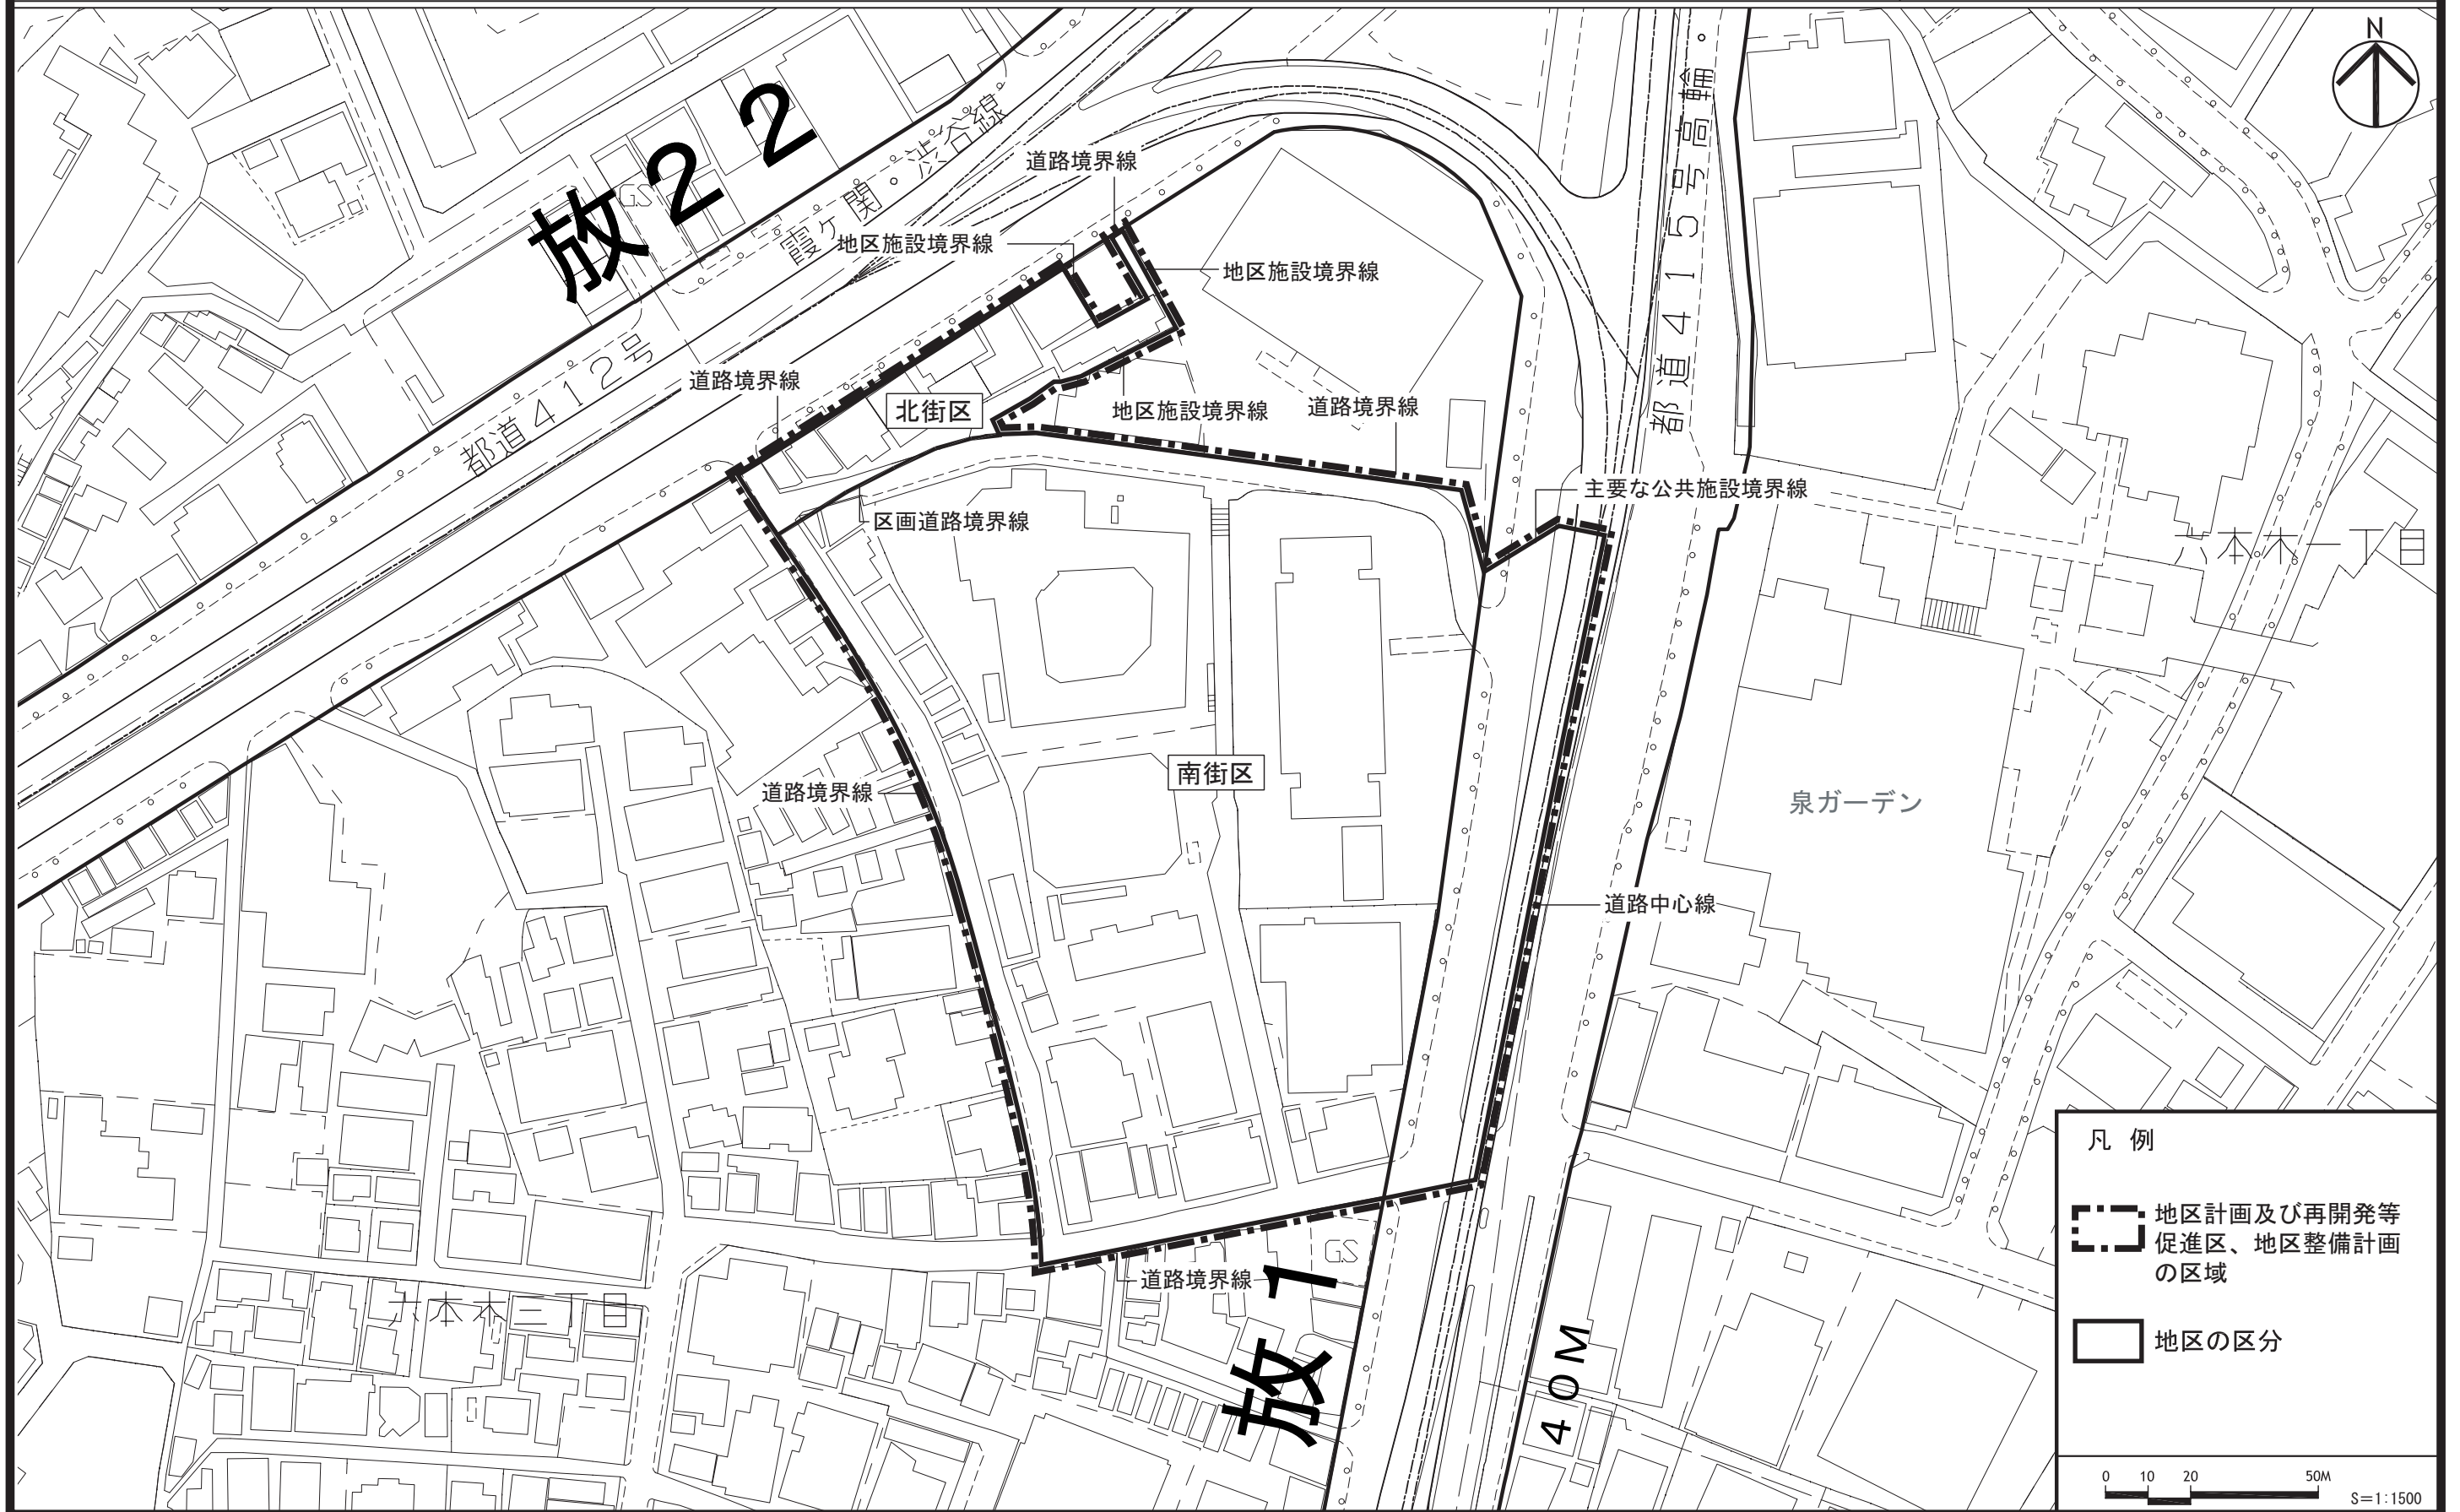 N
放22
GS
霞ケ関・渋谷線
都道412号
都道415号高輪・
道路境界線
地区施設境界線
地区施設境界線
道路境界線
北街区
地区施設境界線
道路境界線
主要な公共施設境界線
区画道路境界線
六本木一丁目
南街区
道路境界線
泉ガーデン
道路中心線
GS
道路境界線
六本木三丁目
放1
40M
凡 例
地区計画及び再開発等
促進区、地区整備計画
の区域
地区の区分
0 10 20 50M
S=1:1500